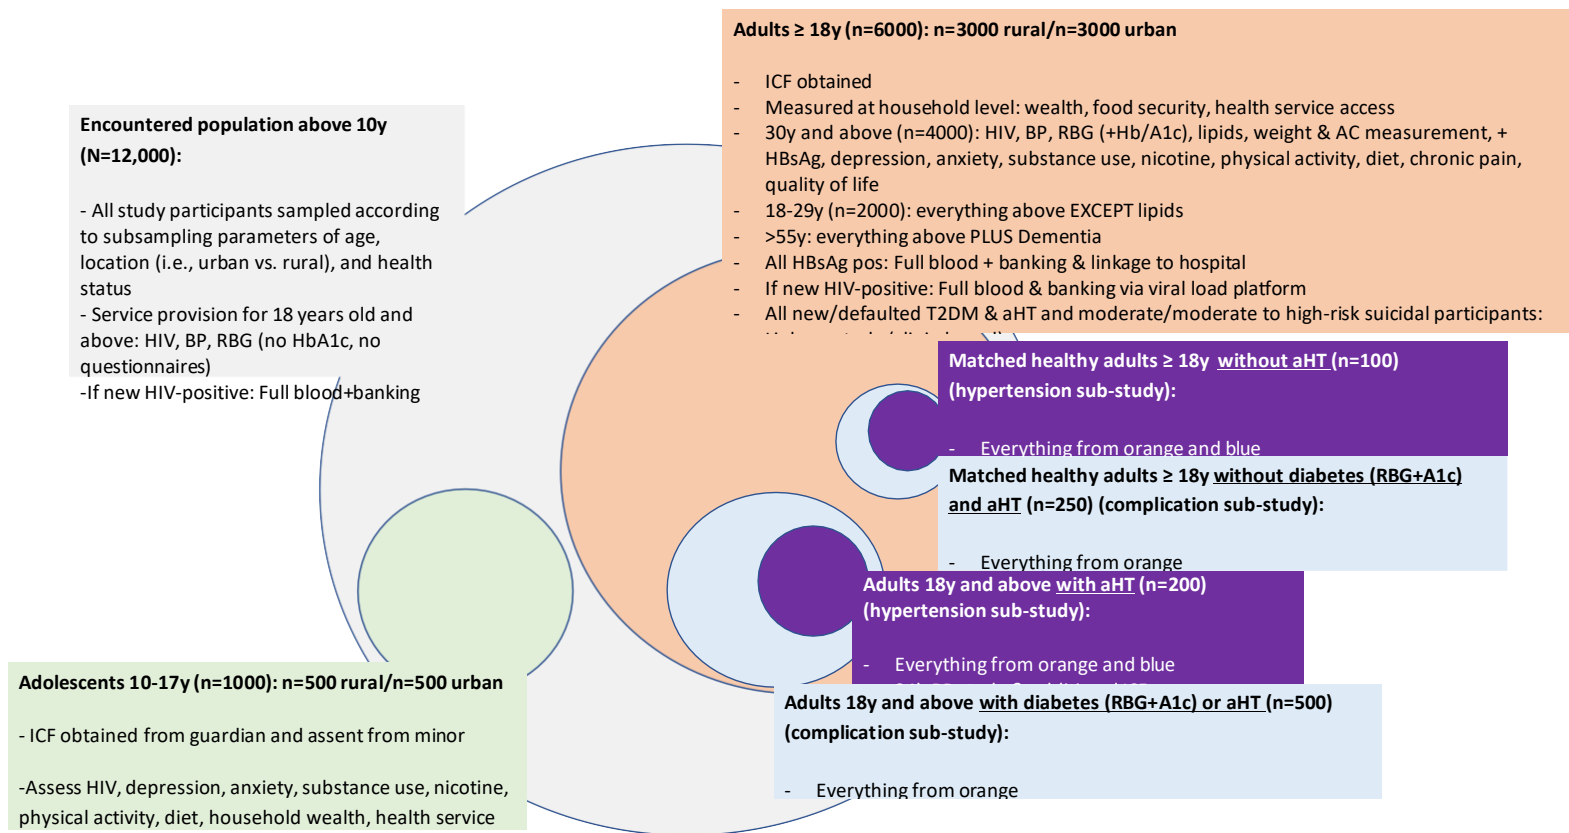 Encountered population above 10y
(N=12,000):
- All study participants sampled according
to subsampling parameters of age,
location (i.e., urban vs. rural), and health
status
- Service provision for 18 years old and
above: HIV, BP, RBG (no HbA1c, no
questionnaires)
-If new HIV-positive: Full blood+banking
Adults ≥ 18y (n=6000): n=3000 rural/n=3000 urban
- ICF obtained
- Measured at household level: wealth, food security, health service access
- 30y and above (n=4000): HIV, BP, RBG (+Hb/A1c), lipids, weight & AC measurement, +
HBsAg, depression, anxiety, substance use, nicotine, physical activity, diet, chronic pain,
quality of life
- 18-29y (n=2000): everything above EXCEPT lipids
- >55y: everything above PLUS Dementia
- All HBsAg pos: Full blood + banking & linkage to hospital
- If new HIV-positive: Full blood & banking via viral load platform
- All new/defaulted T2DM & aHT and moderate/moderate to high-risk suicidal participants:
Matched healthy adults ≥ 18y without aHT (n=100)
(hypertension sub-study):
- Everything from orange and blue
Matched healthy adults ≥ 18y without diabetes (RBG+A1c)
and aHT (n=250) (complication sub-study):
- Everything from orange
Adults 18y and above with aHT (n=200)
(hypertension sub-study):
- Everything from orange and blue
Adults 18y and above with diabetes (RBG+A1c) or aHT (n=500)
(complication sub-study):
- Everything from orange
Adolescents 10-17y (n=1000): n=500 rural/n=500 urban
- ICF obtained from guardian and assent from minor
-Assess HIV, depression, anxiety, substance use, nicotine,
physical activity, diet, household wealth, health service